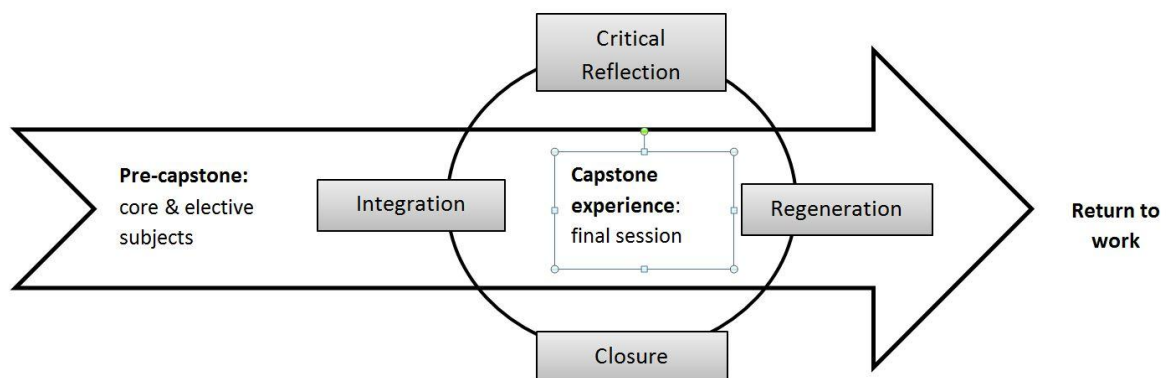 Critical
Reflection
Pre-capstone:
core & elective
subjects
Integration
Capstone
experience:
final session
Regeneration
Return to
work
Closure